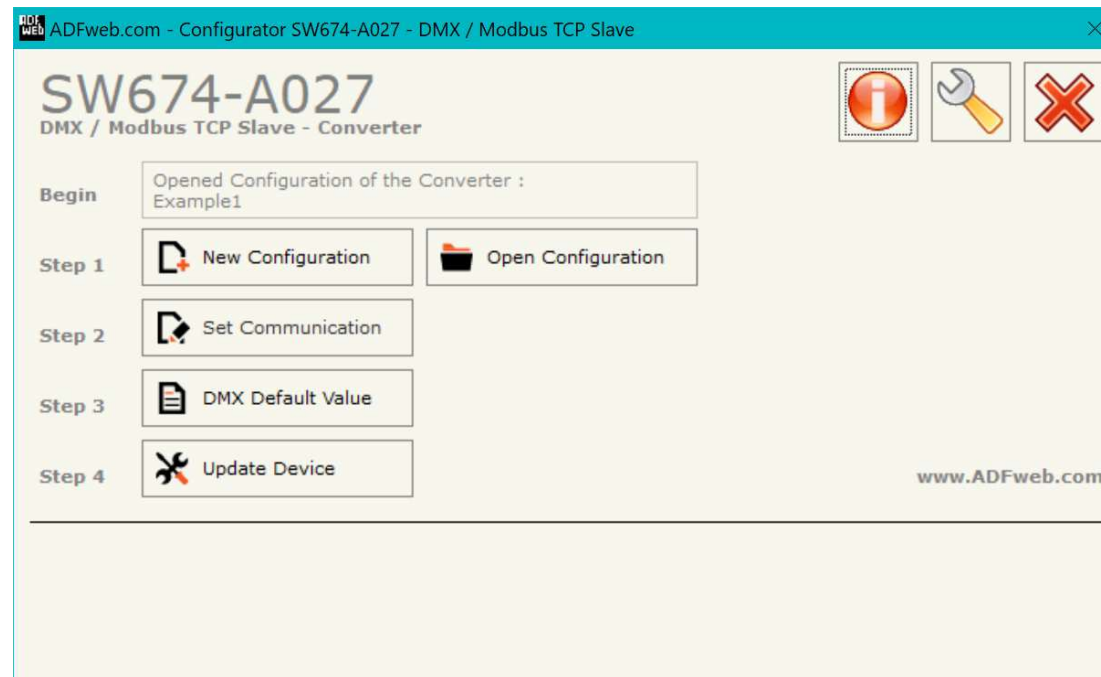 ADF web ADFweb.com - Configurator SW674-A027 - DMX / Modbus TCP Slave
SW674-A027
DMX / Modbus TCP Slave - Converter
Begin
Opened Configuration of the Converter :
Example1
Step 1
New Configuration
Open Configuration
Step 2
Set Communication
Step 3
DMX Default Value
Step 4
Update Device
www.ADFweb.com